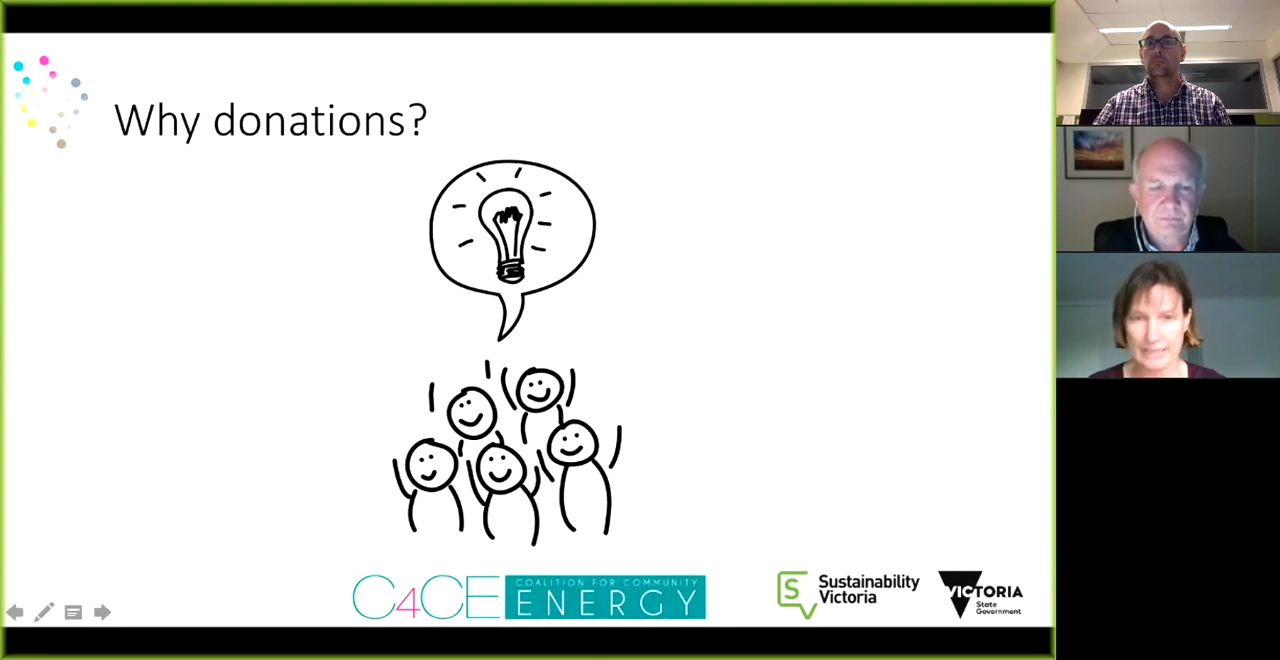 Why donations?
C4CE
COALITION FOR COMMUNITY
ENERGY
S
Sustainability
Victoria
VICTORIA
State
Government